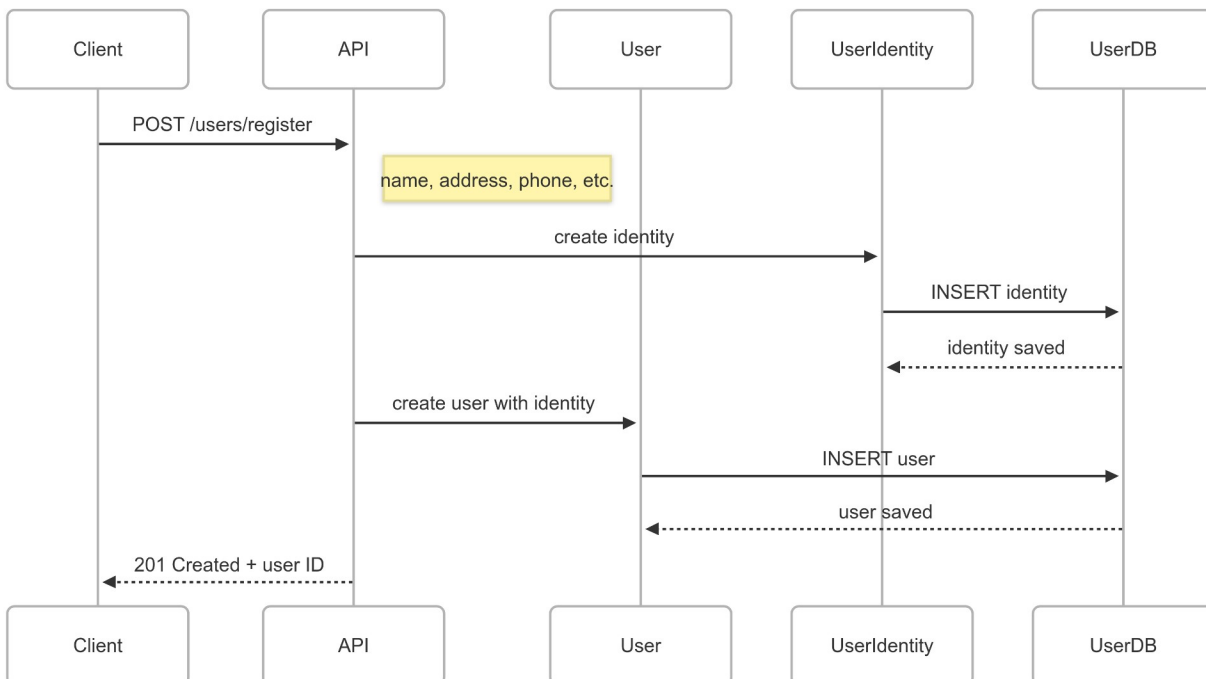 Client
API
User
UserIdentity
UserDB
POST /users/register
name, address, phone, etc.
create identity
INSERT identity
identity saved
create user with identity
INSERT user
user saved
201 Created + user ID
Client
API
User
UserIdentity
UserDB